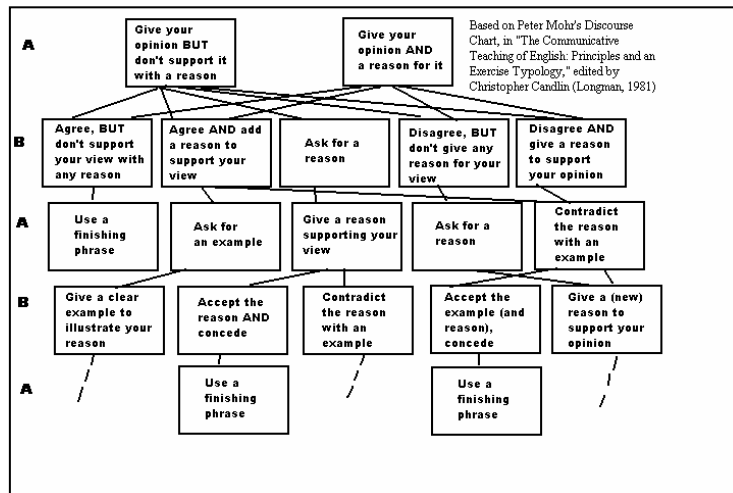 A
Give your
opinion BUT
don't support it
with a reason
Give your
opinion AND
a reason for it
Based on Peter Mohr's Discourse
Chart, in "The Communicative
Teaching of English: Principles and an
Exercise Typology," edited by
Christopher Candlin (Longman, 1981)
B
Agree, BUT
don't support
your view with
any reason
Agree AND add
a reason to
support your
view
Ask for a
reason
Disagree, BUT
don't give any
reason for your
view
Disagree AND
give a reason
to support
your opinion
A
Use a
finishing
phrase
Ask for
an example
Give a reason
supporting your
view
Ask for a
reason
Contradict
the reason
with an
example
B
Give a clear
example to
illustrate your
reason
Accept the
reason AND
concede
Contradict
the reason
with an
example
Accept the
example (and
reason),
concede
Give a (new)
reason to
support your
opinion
A
Use a
finishing
phrase
Use a
finishing
phrase